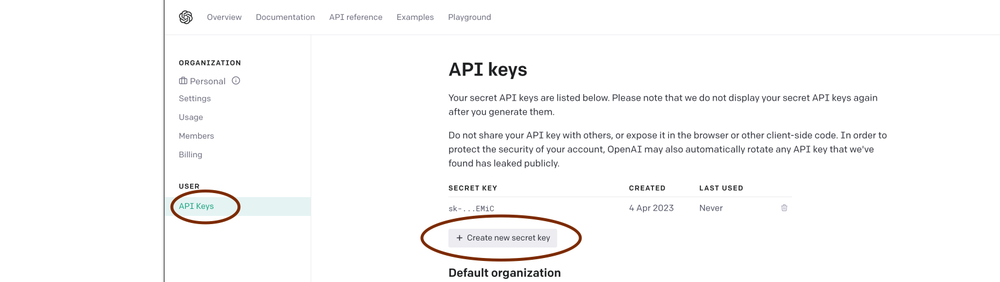 Overview Documentation API reference Examples Playground
ORGANIZATION
Personal
Settings
Usage
Members
Billing
USER
API Keys
API keys
Your secret API keys are listed below. Please note that we do not display your secret API keys again
after you generate them.
Do not share your API key with others, or expose it in the browser or other client-side code. In order to
protect the security of your account, OpenAI may also automatically rotate any API key that we've
found has leaked publicly.
SECRET KEY CREATED LAST USED
sk-...EMiC 4 Apr 2023 Never
+ Create new secret key
Default organization